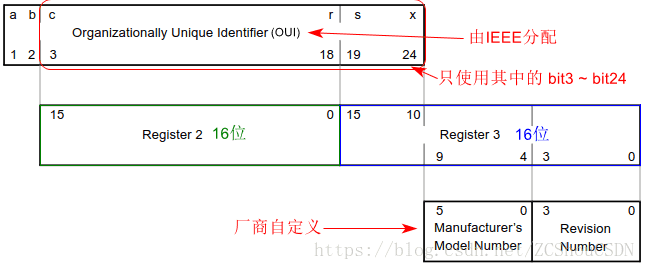 a b c r s x
Organizationally Unique Identifier (OUI)
由IEEE分配
1 2 3 18 19 24
只使用其中的 bit3 ~ bit24
15 0 15 10
Register 2 16位
Register 3 16位
9 4 3 0
5 0 3 0
厂商自定义
Manufacturer's
Model Number
Revision
Number
https://blog.csdn.net/ZCShouCSDN